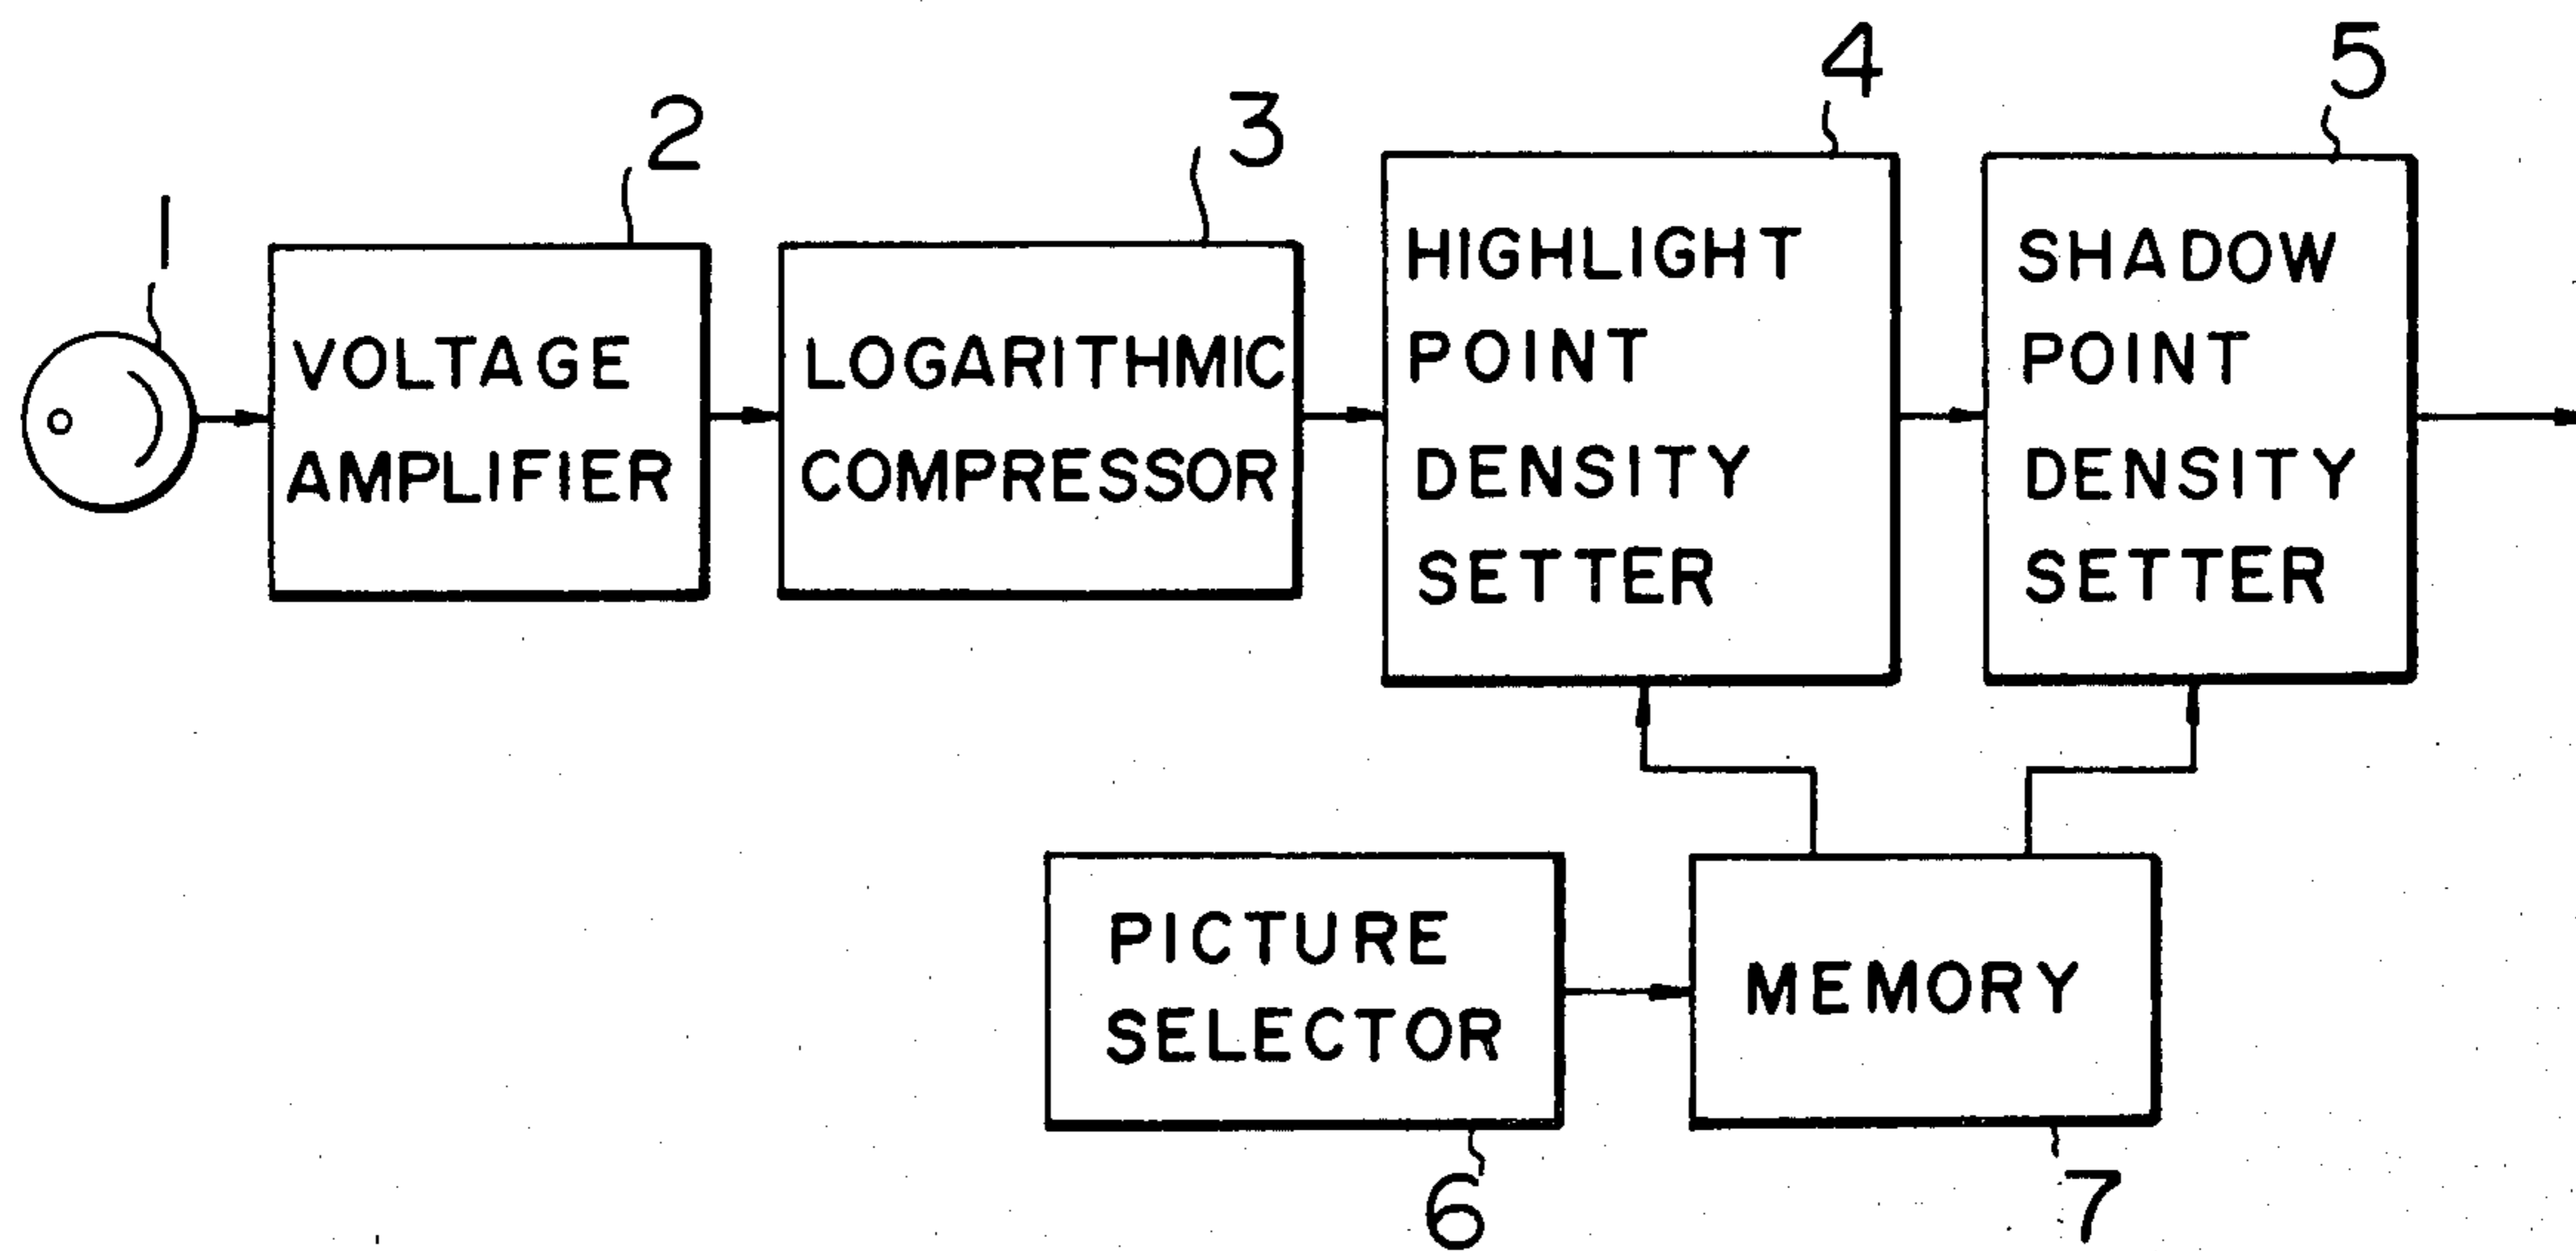 1
2
VOLTAGE
AMPLIFIER
3
LOGARITHMIC
COMPRESSOR
4
HIGHLIGHT
POINT
DENSITY
SETTER
5
SHADOW
POINT
DENSITY
SETTER
PICTURE
SELECTOR
6
MEMORY
7